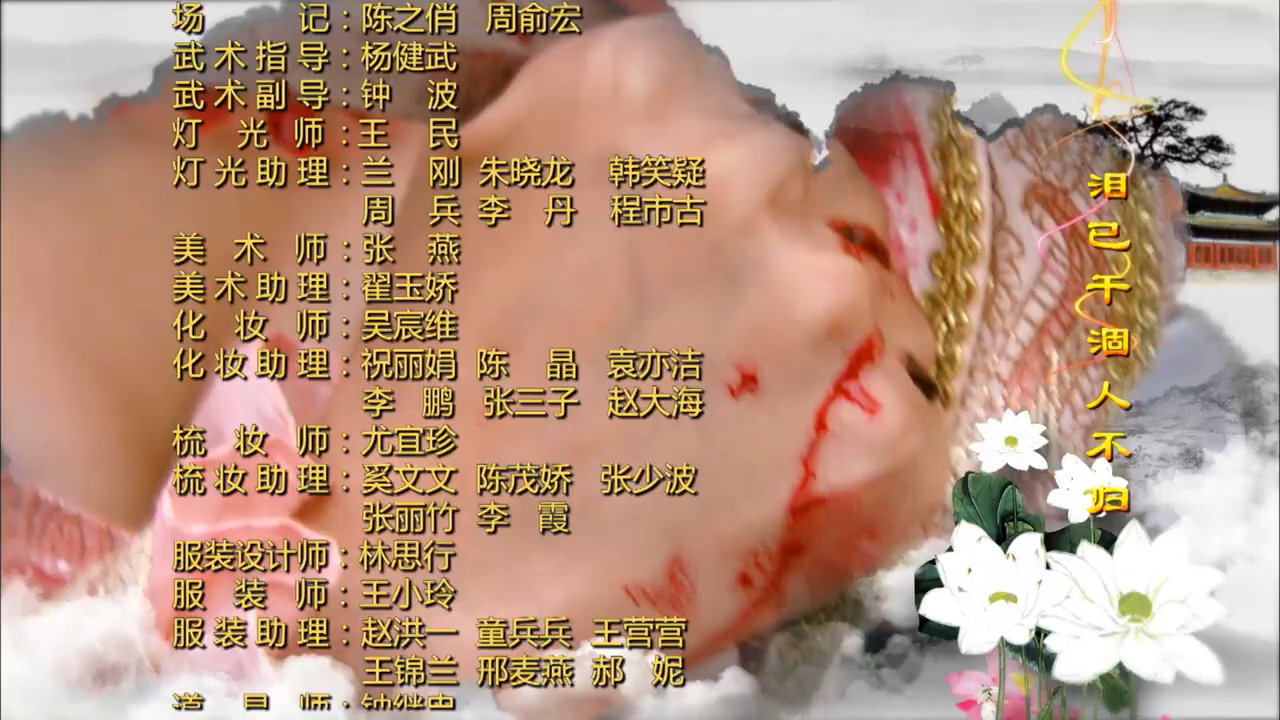 场记：陈之俏 周俞宏
武术指导：杨健武
武术副导：钟波
灯光师：王民
灯光助理：兰刚 朱晓龙 韩笑疑
周兵 李丹 程市古
美术师：张燕
美术助理：翟玉娇
化妆师：吴宸维
化妆助理：祝丽娟 陈晶 袁亦洁
李鹏 张三子 赵大海
梳妆师：尤宜珍
梳妆助理：奚文文 陈茂娇 张少波
张丽竹 李霞
服装设计师：林思行
服装师：王小玲
服装助理：赵洪一 童兵兵 王营营
王锦兰 邢麦燕 郝妮
道具师：钟继忠
泪已干涸人不归